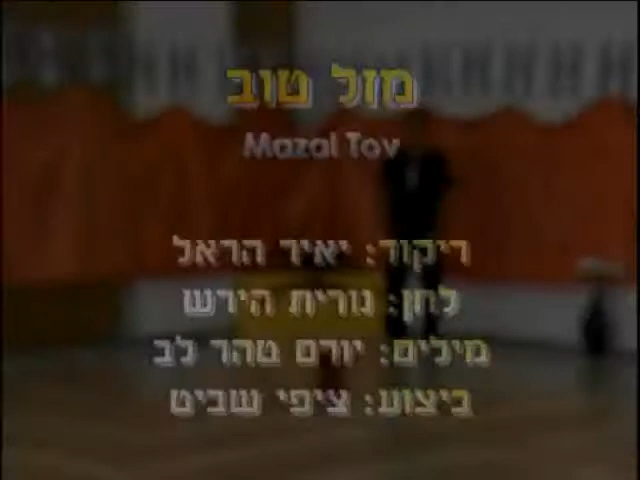 מזל טוב
Mazal Tov
ריקוד: יאיר הראל
לחן: נורית הירש
מילים: יורם טהר לב
ביצוע: ציפי שביט